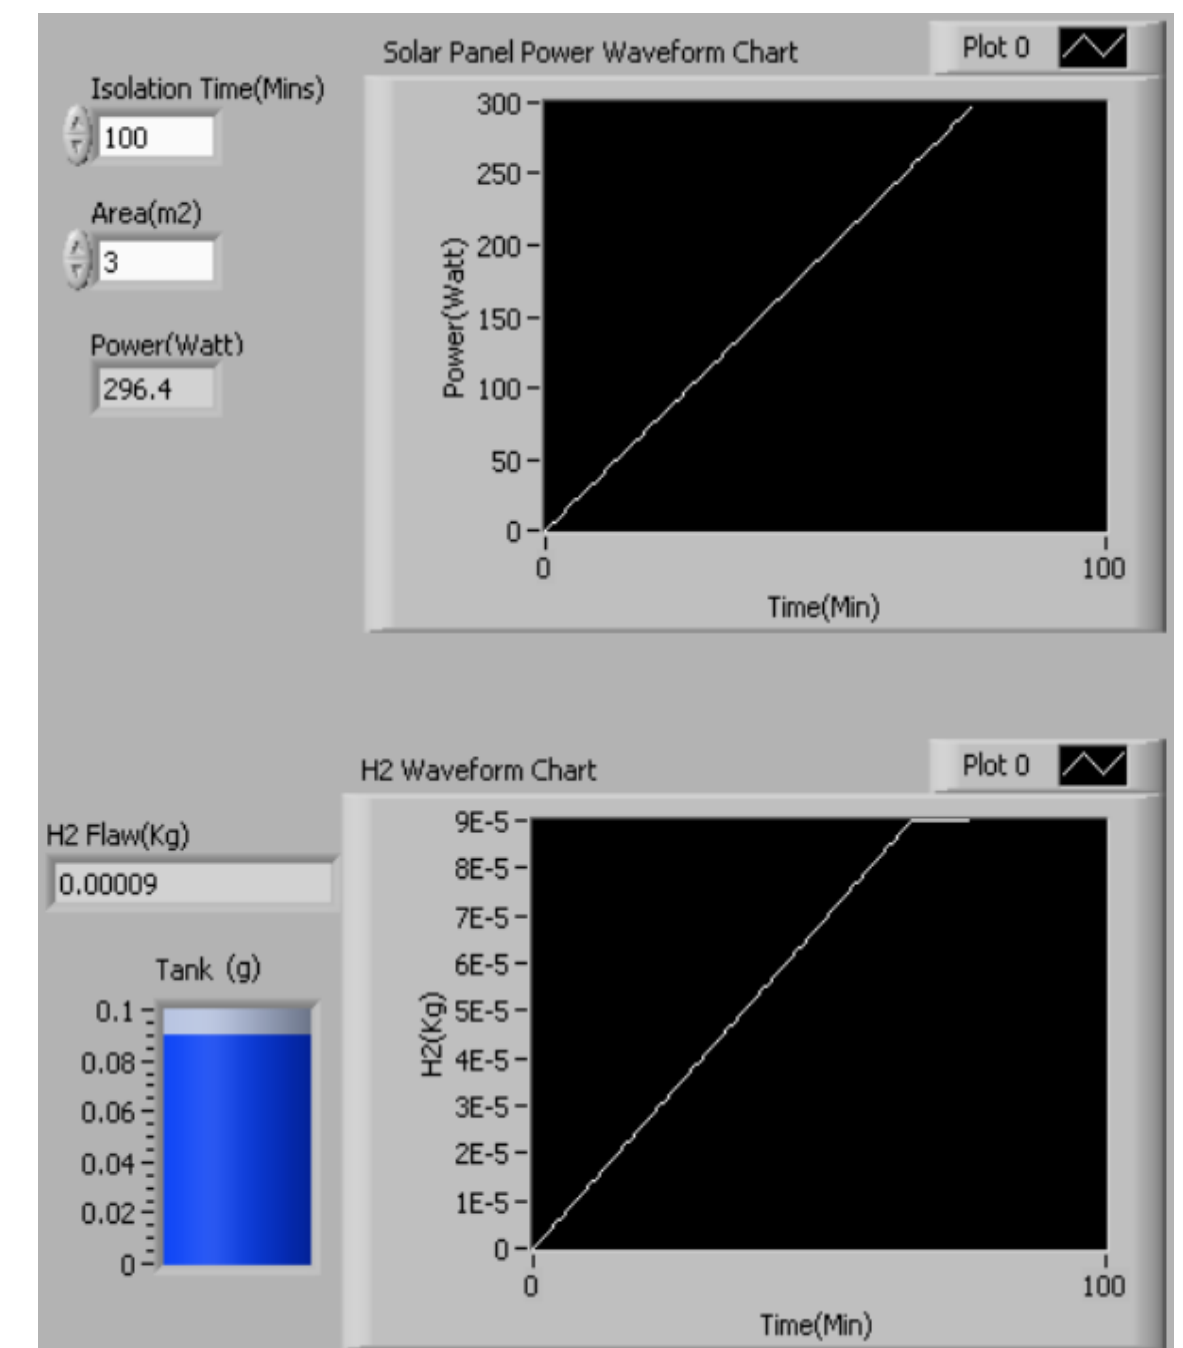 Solar Panel Power Waveform Chart
Plot 0
Isolation Time(Mins)
100
Area(m2)
3
Power(Watt)
296.4
300
250
200
150
100
50
0
Power(Watt)
0
100
Time(Min)
H2 Waveform Chart
Plot 0
H2 Flaw(Kg)
0.00009
Tank (g)
0.1
0.08
0.06
0.04
0.02
0
9E-5
8E-5
7E-5
6E-5
5E-5
4E-5
3E-5
2E-5
1E-5
0
H2(Kg)
0
100
Time(Min)